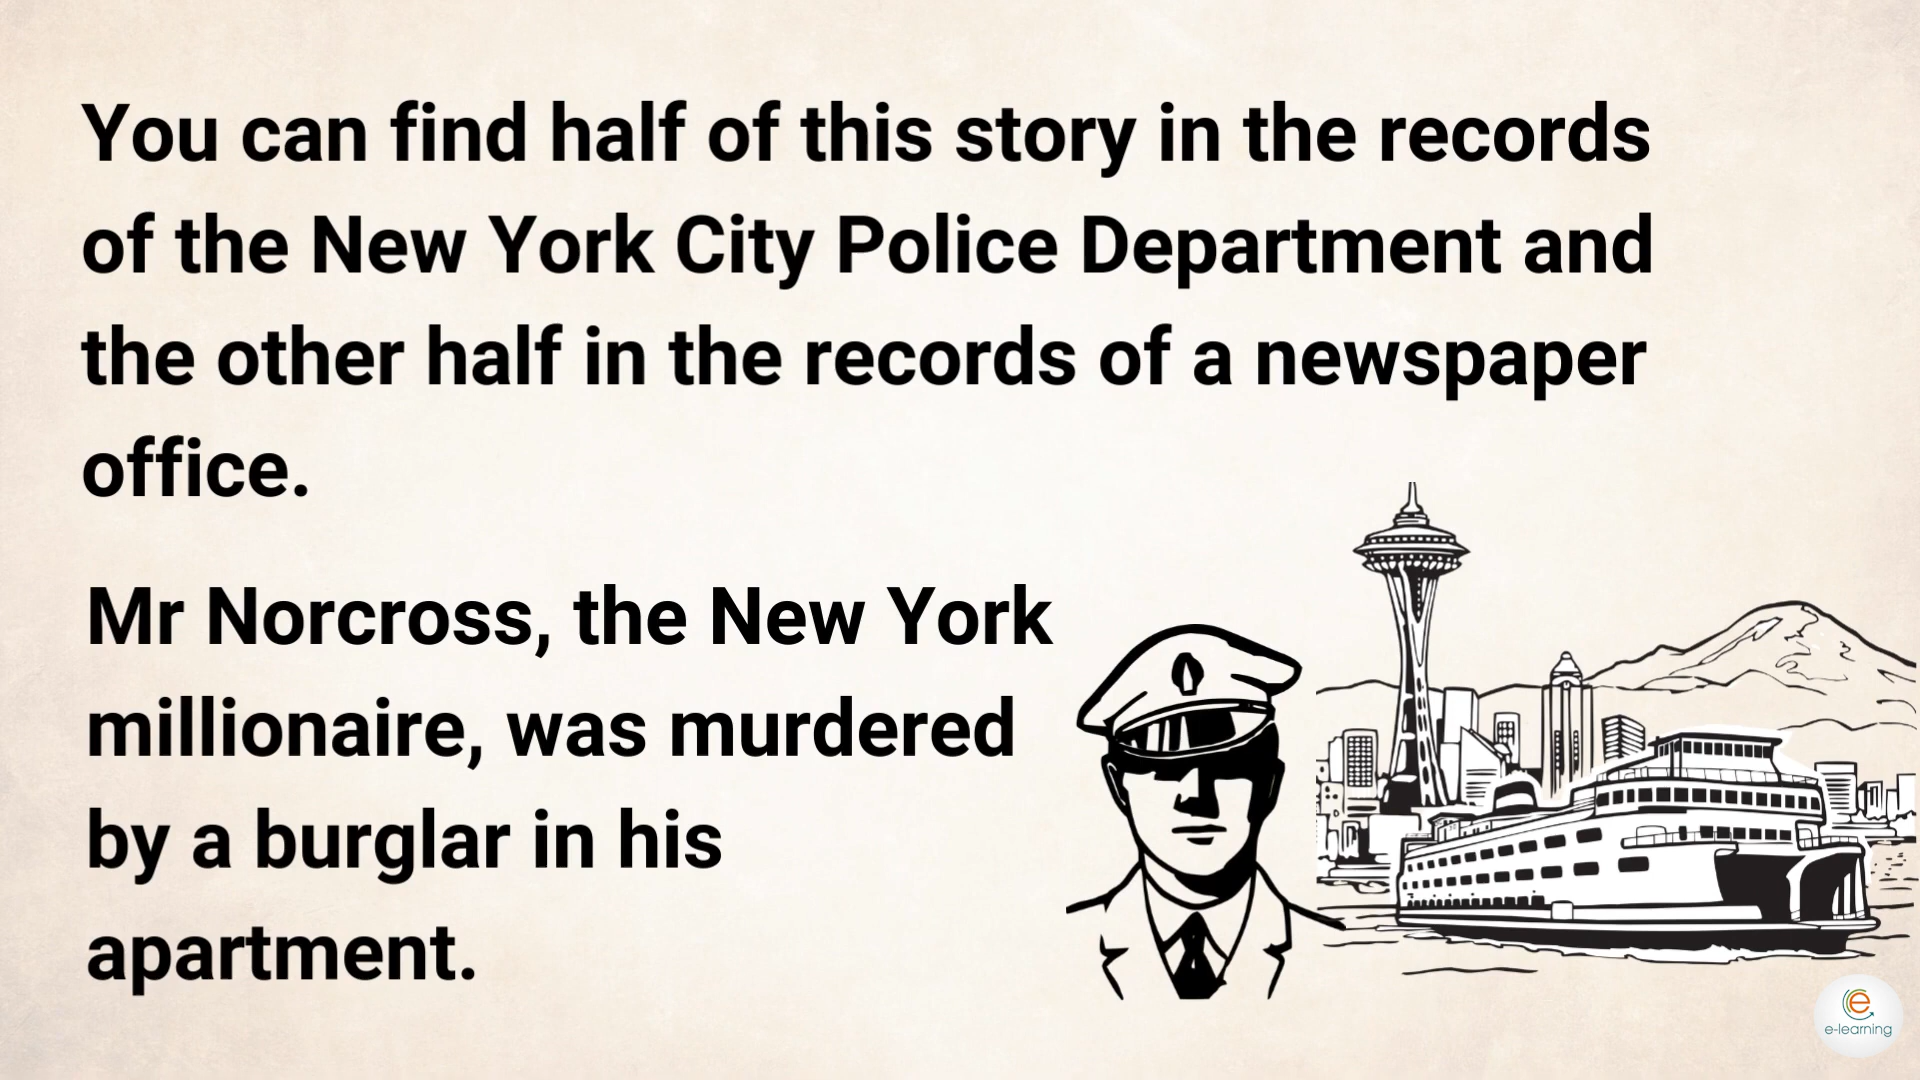 You can find half of this story in the records
of the New York City Police Department and
the other half in the records of a newspaper
office.
Mr Norcross, the New York
millionaire, was murdered
by a burglar in his
apartment.
e
e-learning